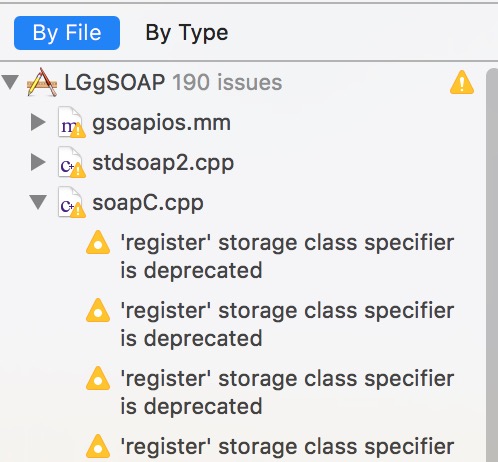 By File By Type
LGgSOAP 190 issues
gsoapios.mm
stdsoap2.cpp
soapC.cpp
'register' storage class specifier
is deprecated
'register' storage class specifier
is deprecated
'register' storage class specifier
is deprecated
'register' storage class specifier